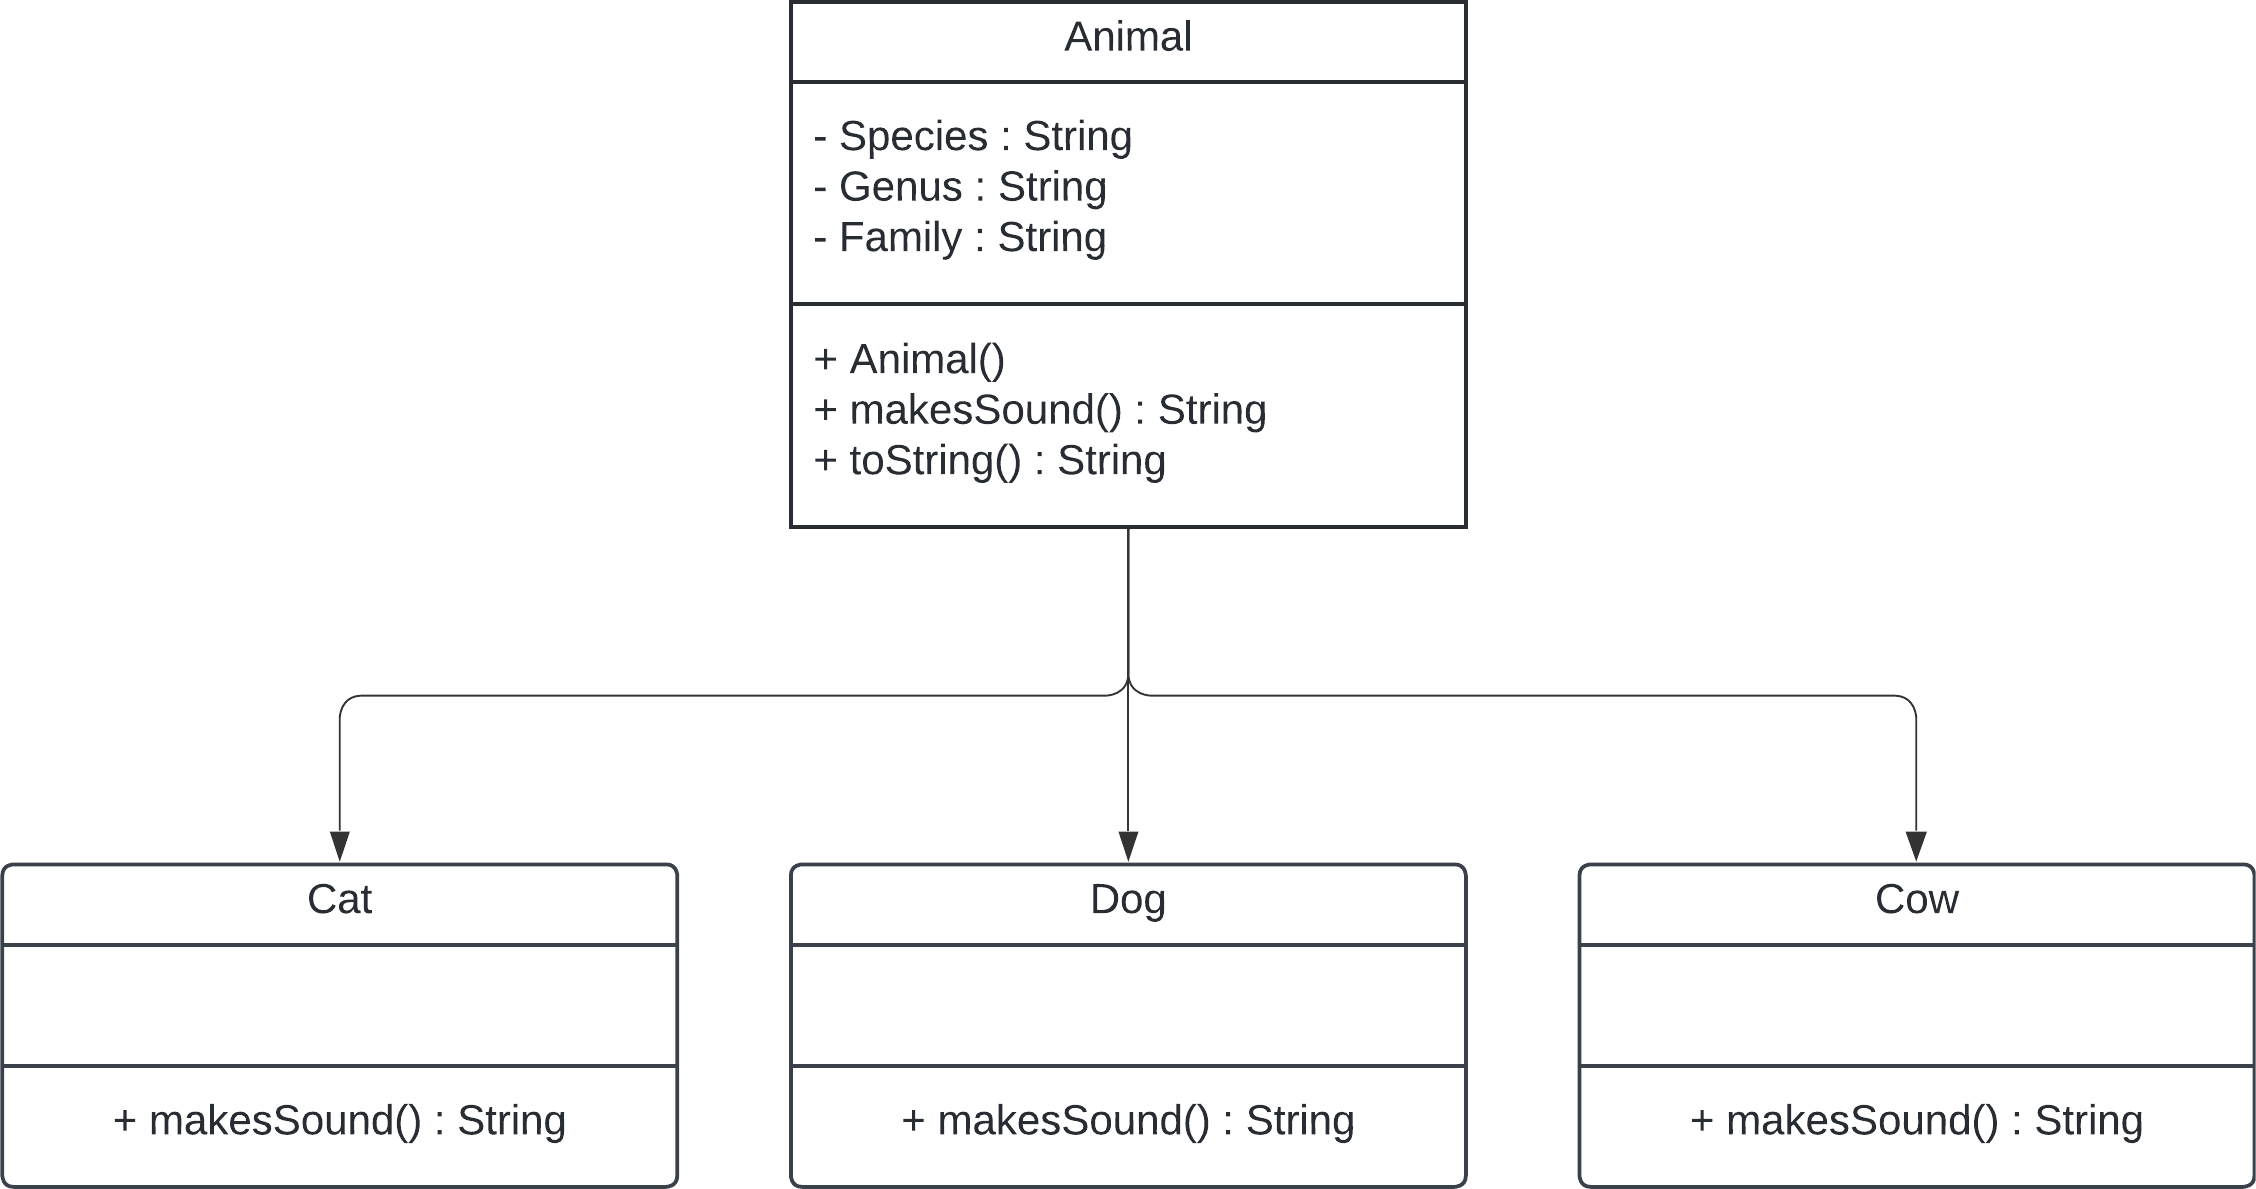 Animal
- Species : String
- Genus : String
- Family : String
+ Animal()
+ makesSound() : String
+ toString() : String
Cat
+ makesSound() : String
Dog
+ makesSound() : String
Cow
+ makesSound() : String